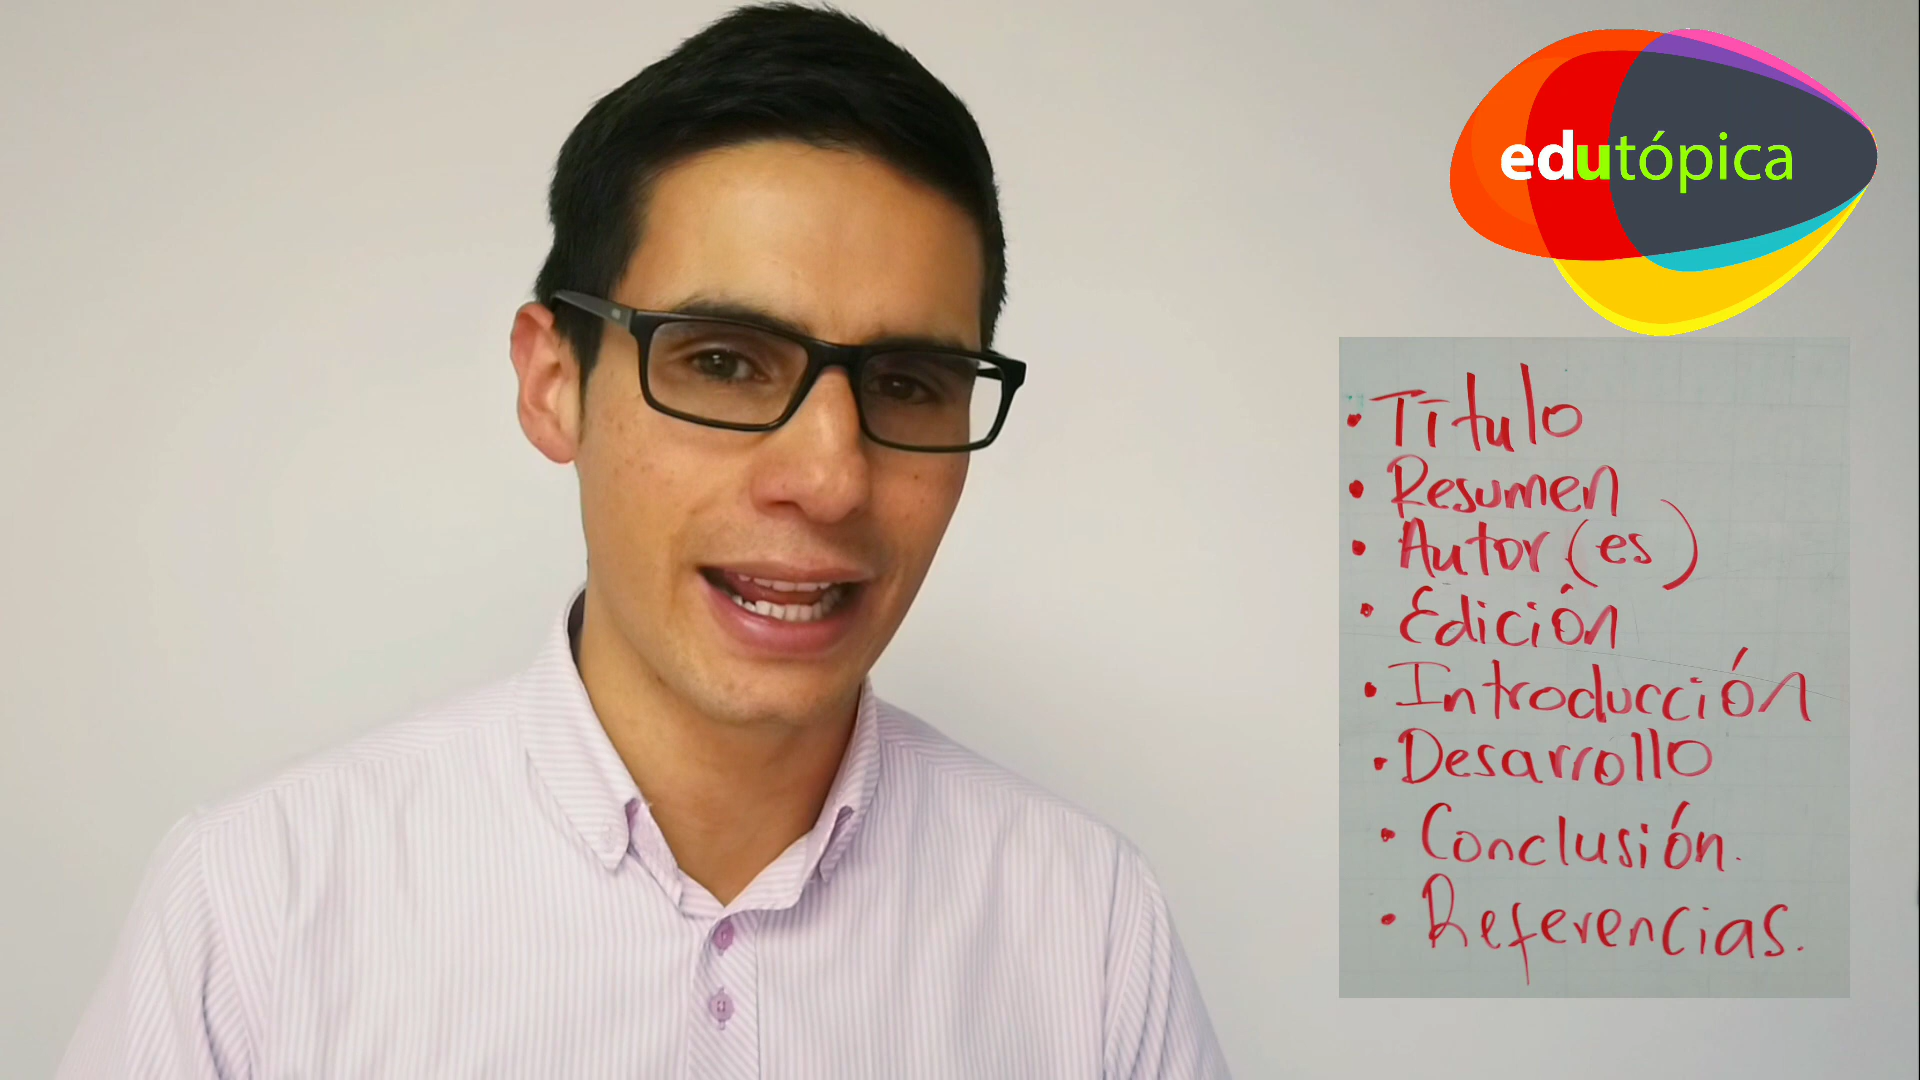 edutópica
• Título
• Resumen
• Autor (es)
• Edición
• Introducción
• Desarrollo
• Conclusión.
• Referencias.